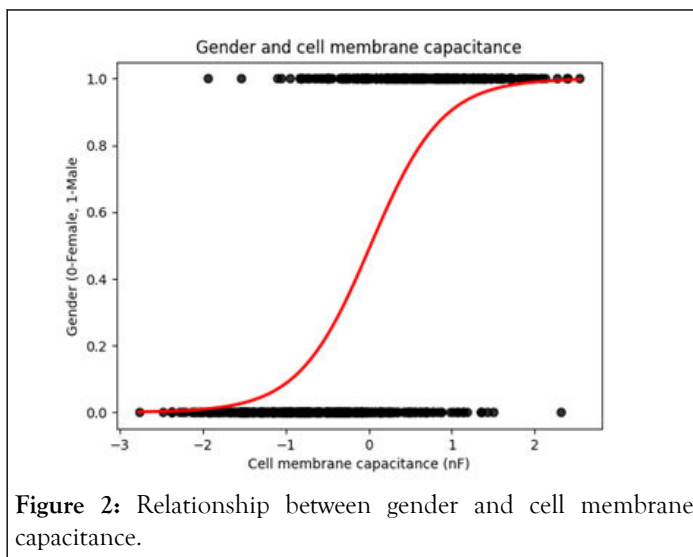 Gender and cell membrane capacitance
1.0
0.8
0.6
0.4
0.2
0.0
Gender (0-Female, 1-Male
−3
−2
−1
0
1
2
Cell membrane capacitance (nF)
Figure 2: Relationship between gender and cell membrane
capacitance.